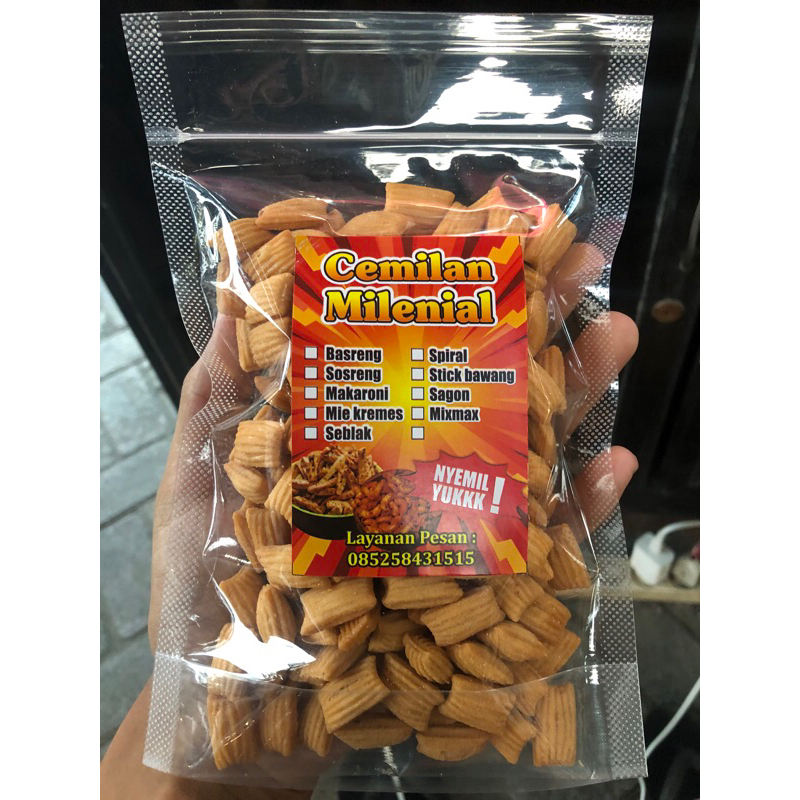 Cemilan
Milenial
Basreng
Sosreng
Makaroni
Mie kremes
Seblak
Spiral
Stick bawang
Sagon
Mixmax
NYEMIL
YUKKK !
Layanan Pesan :
085258431515